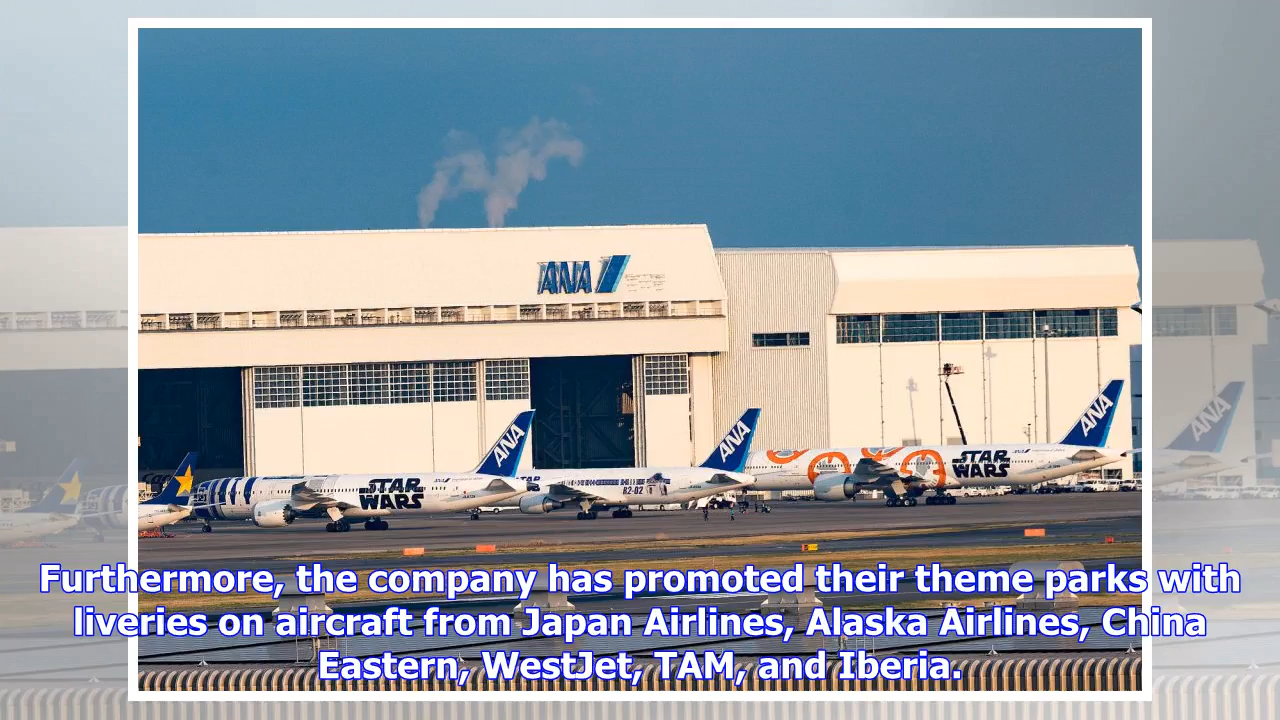 ANA
ANA
ANA
ANA
STAR
WARS
R2-D2
STAR
WARS
ANA
Furthermore, the company has promoted their theme parks with
liveries on aircraft from Japan Airlines, Alaska Airlines, China
Eastern, WestJet, TAM, and Iberia.